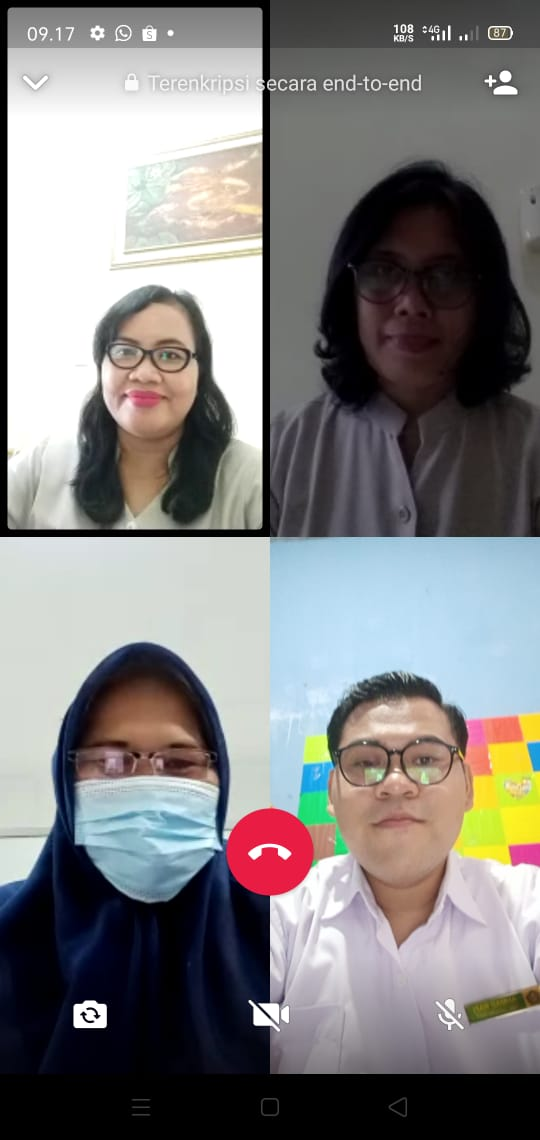 09.17
108
KB/S
4G
87
Terenkripsi secara end-to-end